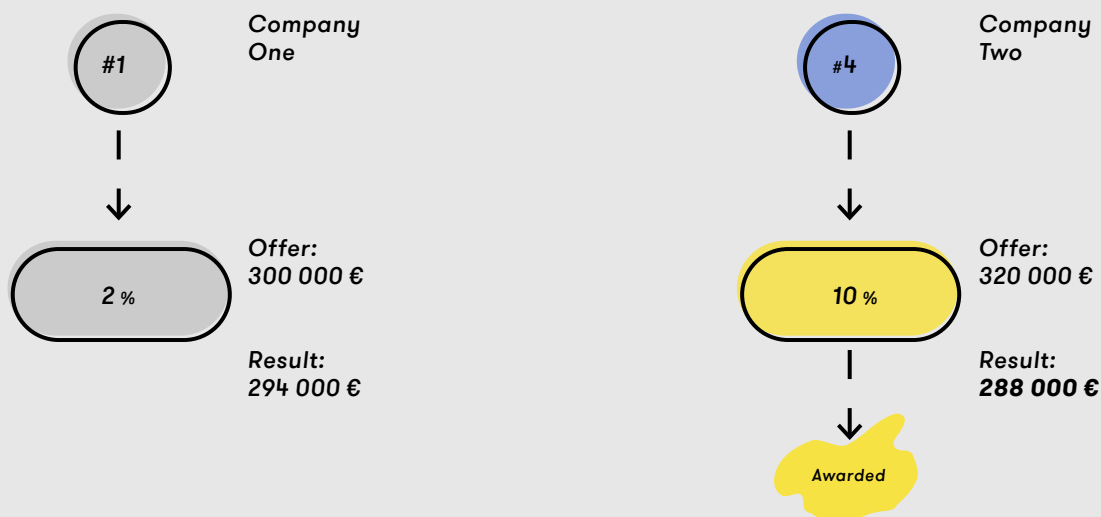 #1
Company
One
2 %
Offer:
300 000 €
Result:
294 000 €
#4
Company
Two
10 %
Offer:
320 000 €
Result:
288 000 €
Awarded